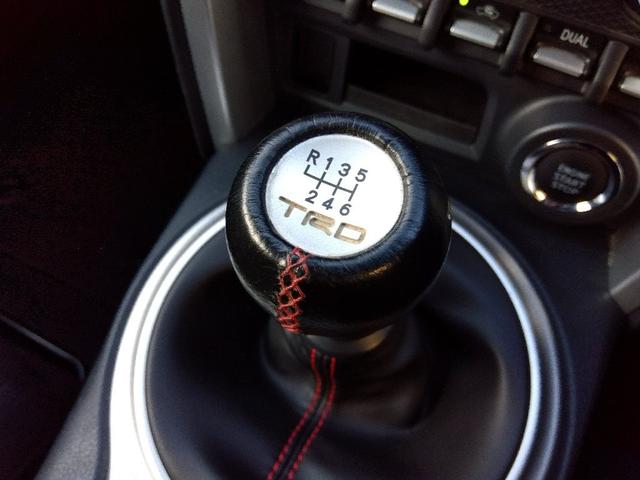 DUAL
R 1 3 5
2 4 6
TRD
ENGINE
START
STOP